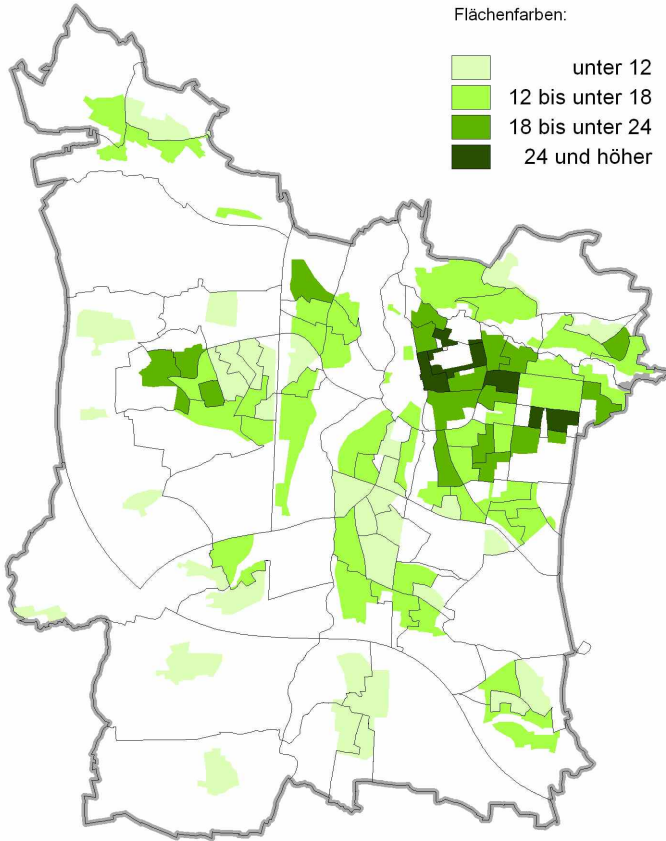 Flächenfarben:
unter 12
12 bis unter 18
18 bis unter 24
24 und höher